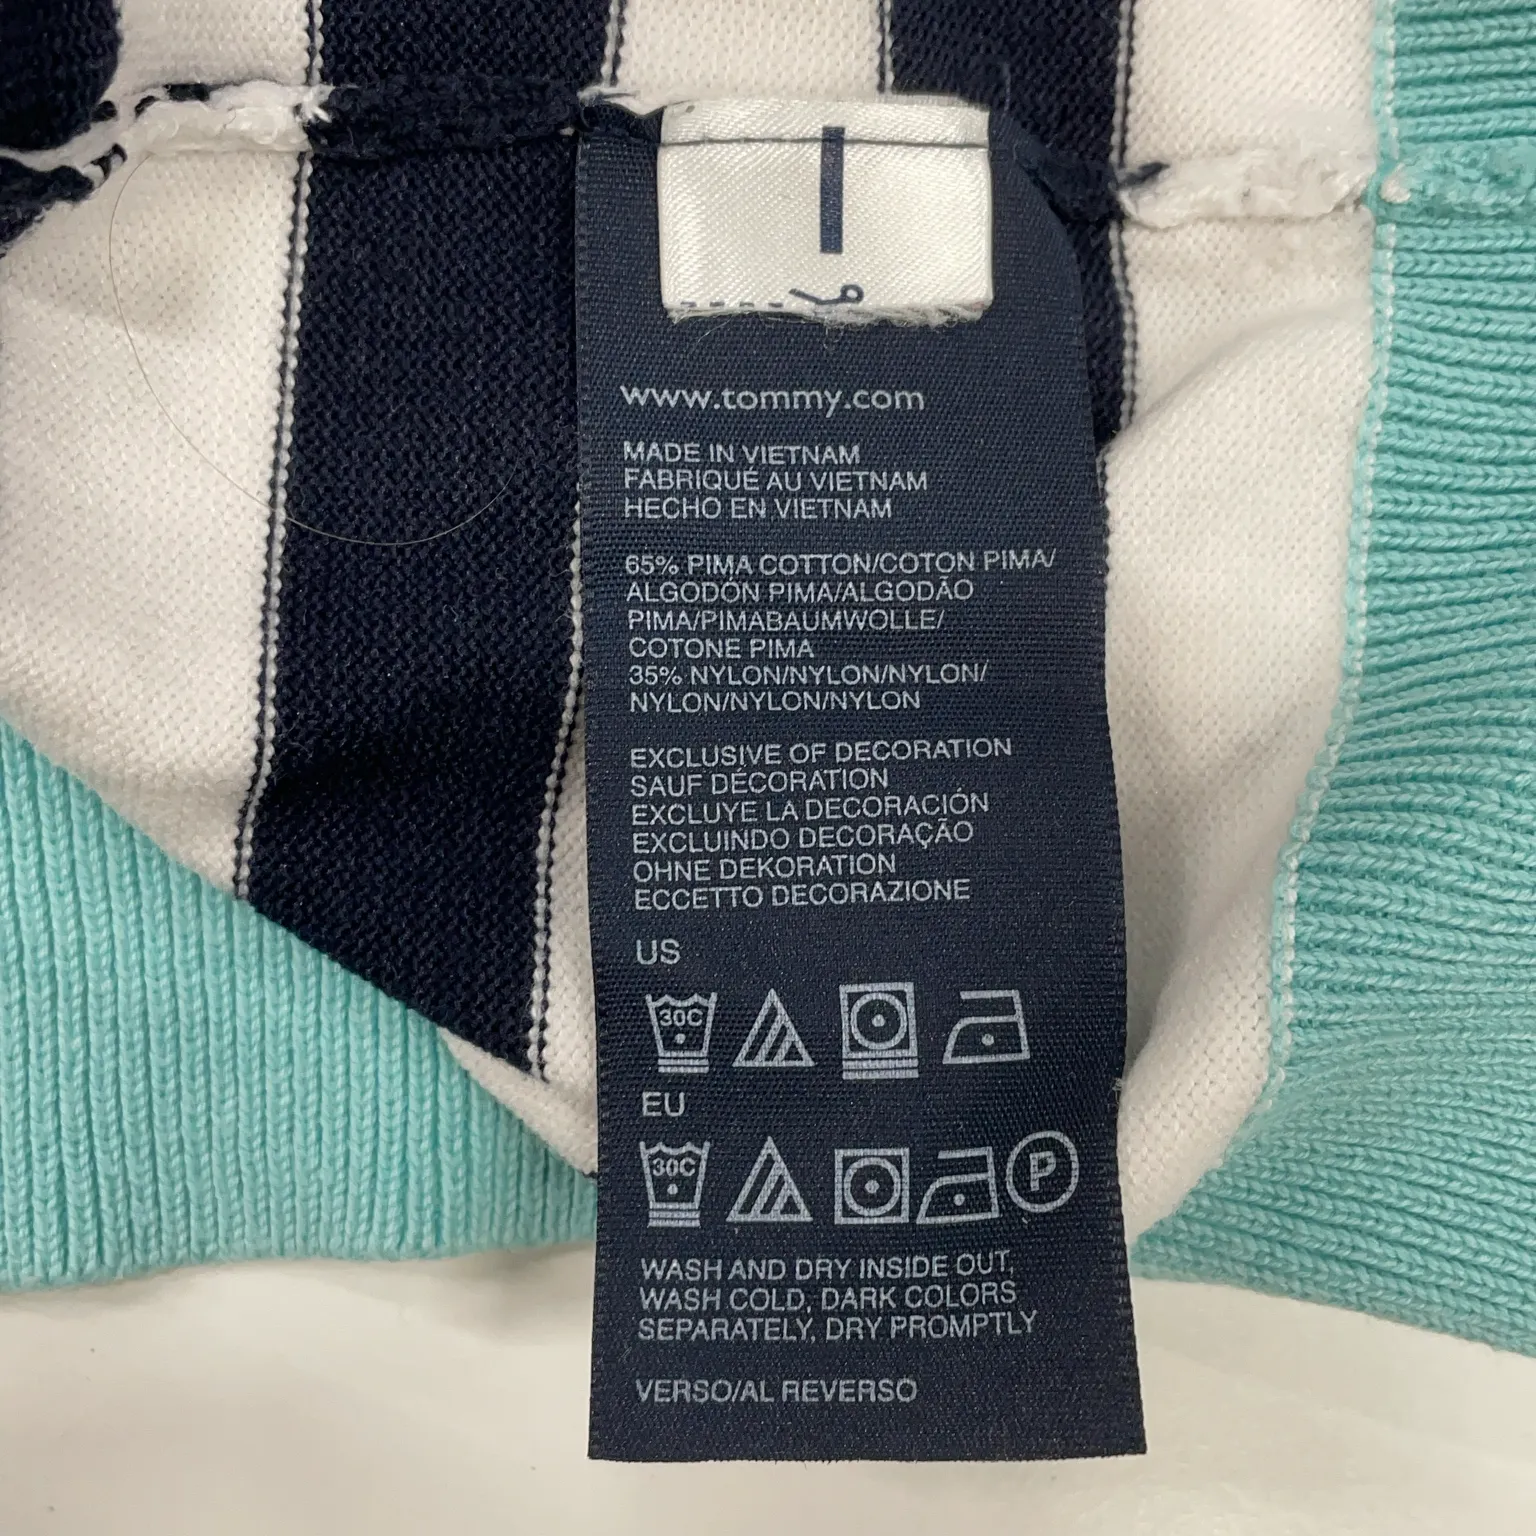 www.tommy.com
MADE IN VIETNAM
FABRIQUÉ AU VIETNAM
HECHO EN VIETNAM
65% PIMA COTTON/COTON PIMA/
ALGODÓN PIMA/ALGODÃO
PIMA/PIMABAUMWOLLE/
COTONE PIMA
35% NYLON/NYLON/NYLON/
NYLON/NYLON/NYLON
EXCLUSIVE OF DECORATION
SAUF DÉCORATION
EXCLUYE LA DECORACIÓN
EXCLUINDO DECORAÇÃO
OHNE DEKORATION
ECCETTO DECORAZIONE
US
30C
EU
30C P
WASH AND DRY INSIDE OUT,
WASH COLD, DARK COLORS
SEPARATELY, DRY PROMPTLY
VERSO/AL REVERSO